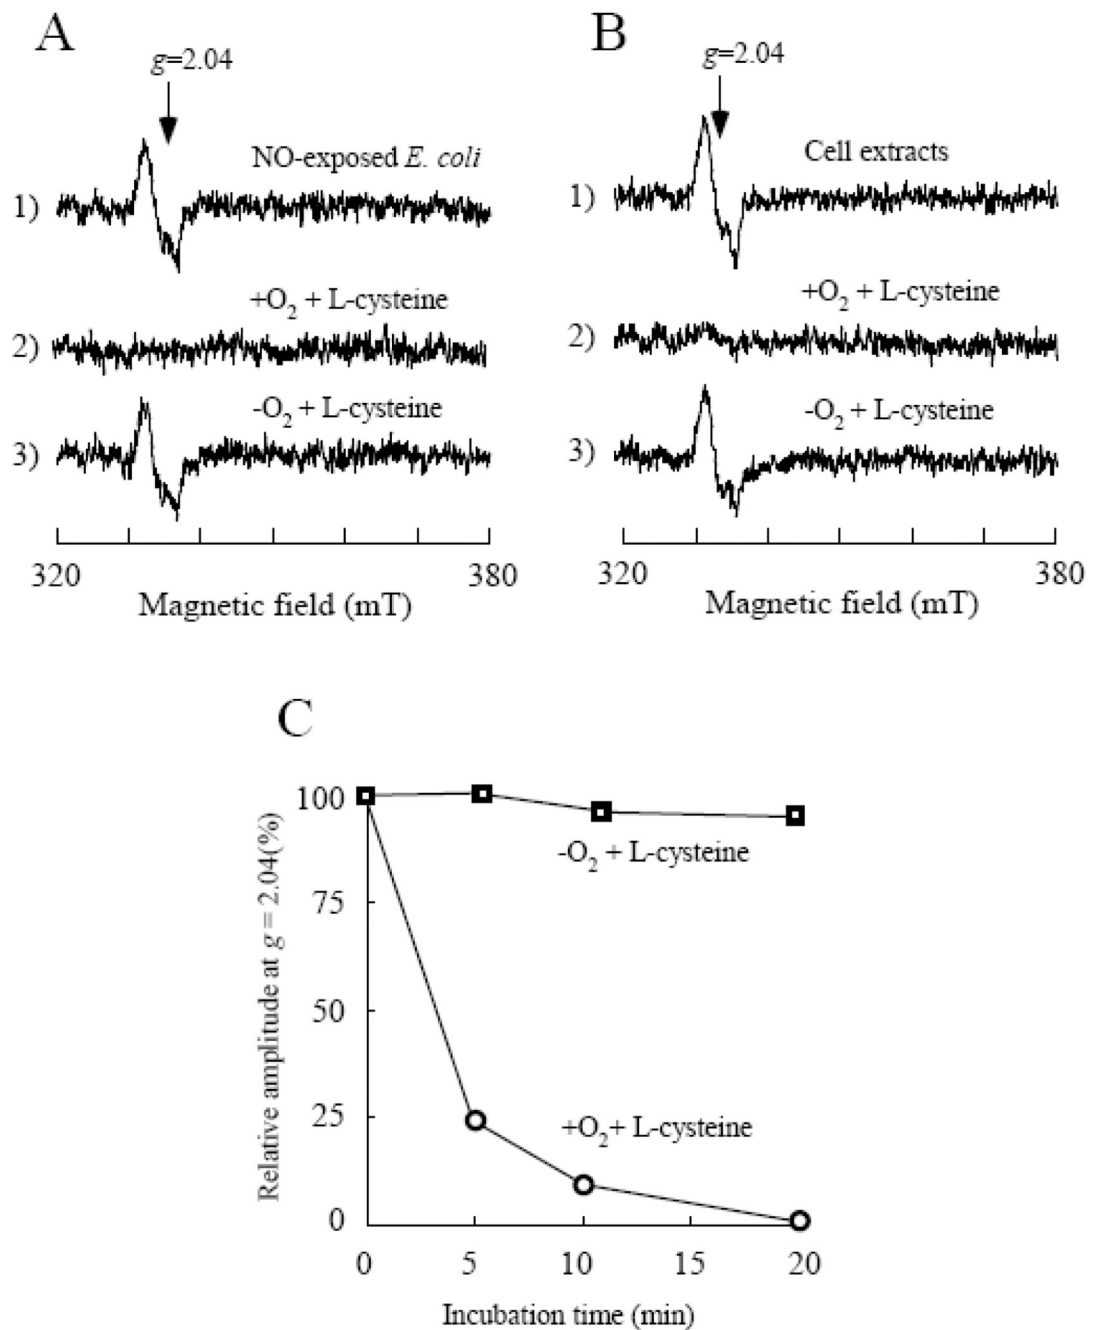 A
g=2.04
NO-exposed E. coli
1)
+O2 + L-cysteine
2)
-O2 + L-cysteine
3)
320 380
Magnetic field (mT)
B
g=2.04
Cell extracts
1)
+O2 + L-cysteine
2)
-O2 + L-cysteine
3)
320 380
Magnetic field (mT)
C
Relative amplitude at g = 2.04(%)
100
75
50
25
0
-O2 + L-cysteine
+O2+ L-cysteine
0 5 10 15 20
Incubation time (min)